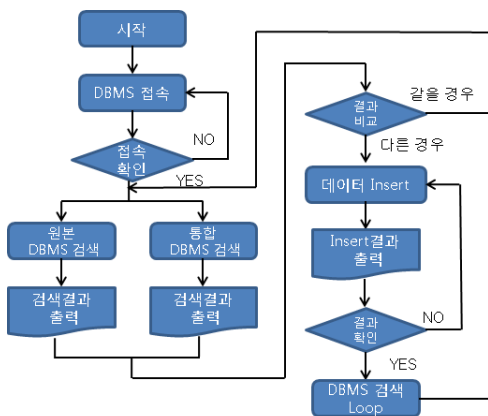 시작
DBMS 접속
접속
확인
NO
YES
원본
DBMS 검색
통합
DBMS 검색
검색결과
출력
검색결과
출력
결과
비교
같을 경우
다른 경우
데이터 Insert
Insert결과
출력
결과
확인
NO
YES
DBMS 검색
Loop